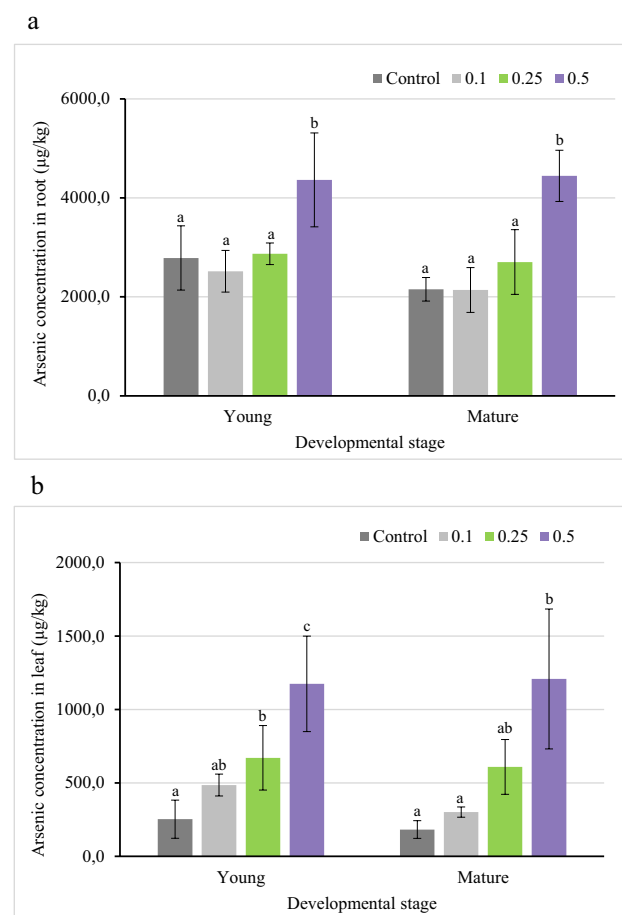 a
Control 0.1 0.25 0.5
Arsenic concentration in root (µg/kg)
6000,0
4000,0
2000,0
0,0
a a a b a a a b
Young Mature
Developmental stage
b
Control 0.1 0.25 0.5
Arsenic concentration in leaf (µg/kg)
2000,0
1500,0
1000,0
500,0
0,0
a ab b c a a ab b
Young Mature
Developmental stage